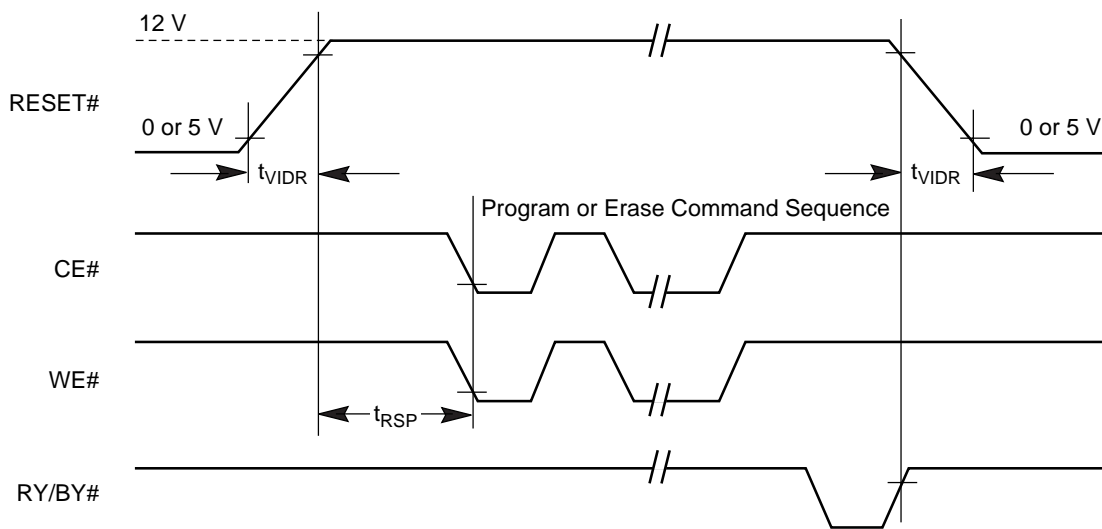 12 V
RESET#
0 or 5 V
0 or 5 V
tVIDR
tVIDR
Program or Erase Command Sequence
CE#
WE#
tRSP
RY/BY#